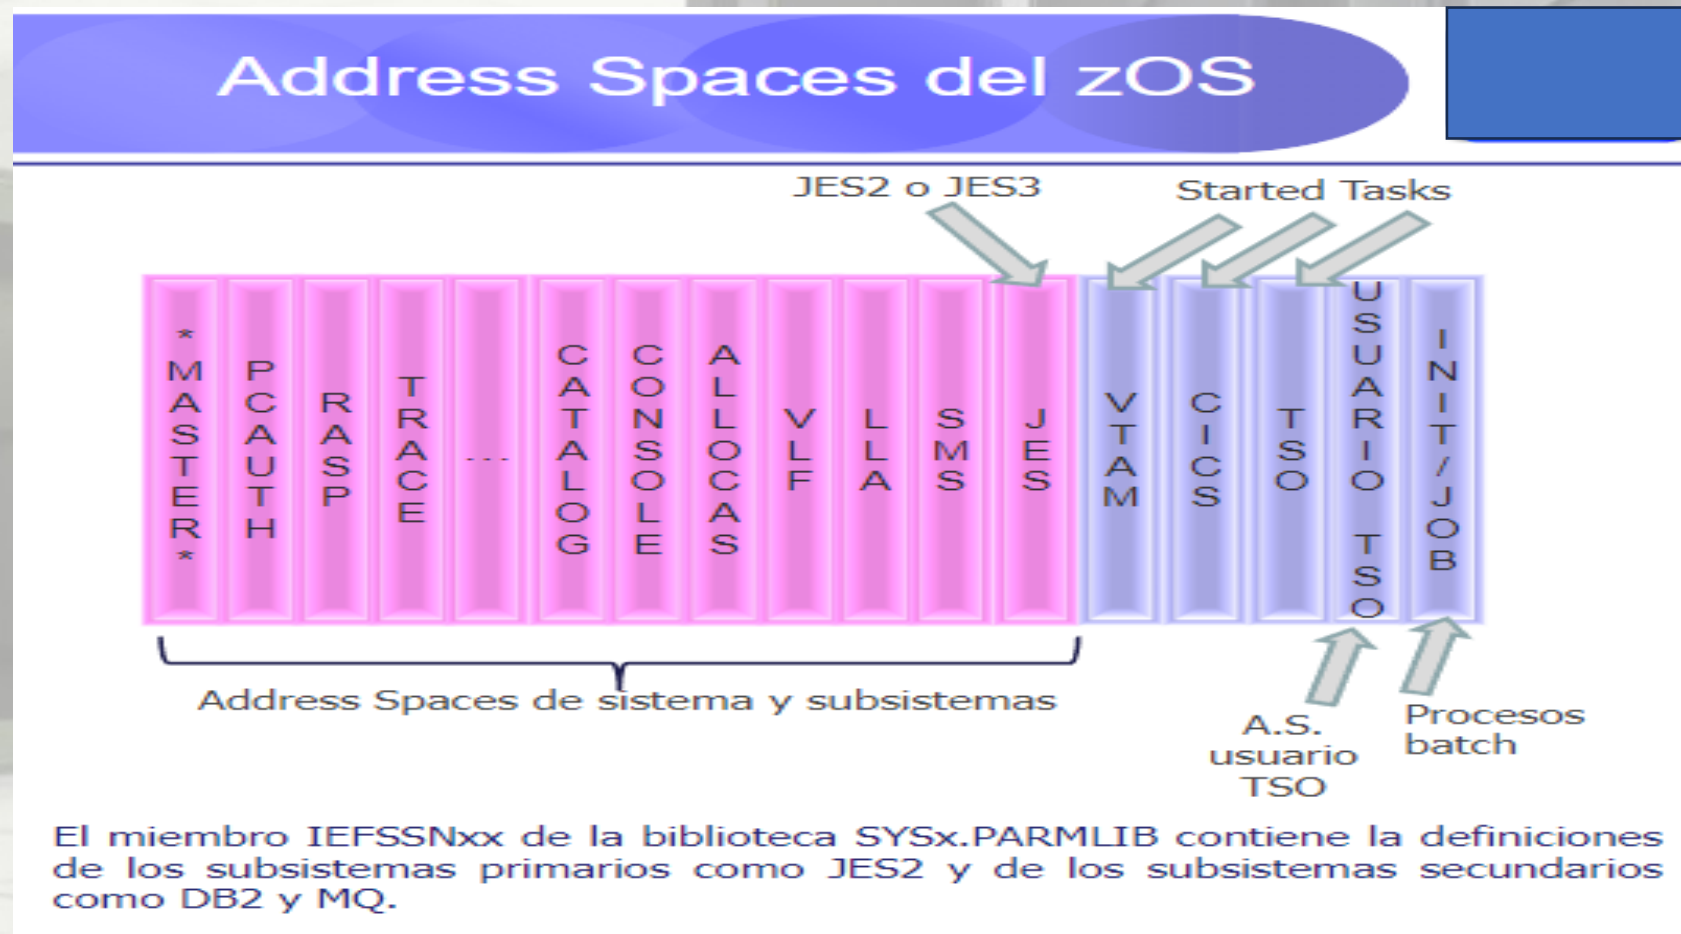 Address Spaces del zOS
JES2 o JES3
Started Tasks
*MASTER*
PCAUTH
RASP
TRACE
...
CATALOG
CONSOLE
ALLOCAS
VLF
LLA
SMS
JES
VTAM
CICS
TSO
USUARIO TSO
INIT/JOB
Address Spaces de sistema y subsistemas
A.S.
usuario
TSO
Procesos
batch
El miembro IEFSSNxx de la biblioteca SYSx.PARMLIB contiene la definiciones
de los subsistemas primarios como JES2 y de los subsistemas secundarios
como DB2 y MQ.